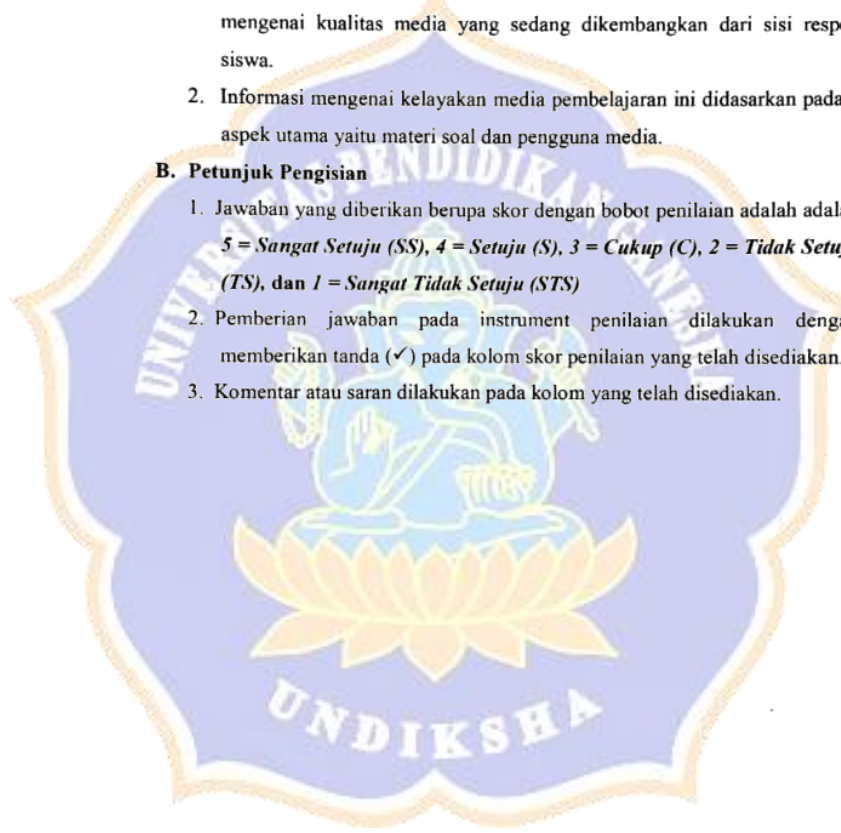 mengenai kualitas media yang sedang dikembangkan dari sisi resp
siswa.
2. Informasi mengenai kelayakan media pembelajaran ini didasarkan pada
aspek utama yaitu materi soal dan pengguna media.
B. Petunjuk Pengisian
1. Jawaban yang diberikan berupa skor dengan bobot penilaian adalah adal
5 = Sangat Setuju (SS), 4 = Setuju (S), 3 = Cukup (C), 2 = Tidak Setu
(TS), dan 1 = Sangat Tidak Setuju (STS)
2. Pemberian jawaban pada instrument penilaian dilakukan deng
memberikan tanda (✓) pada kolom skor penilaian yang telah disediakan.
3. Komentar atau saran dilakukan pada kolom yang telah disediakan.
UNIVERSITAS PENDIDIKAN GANESHA
UNDIKSHA